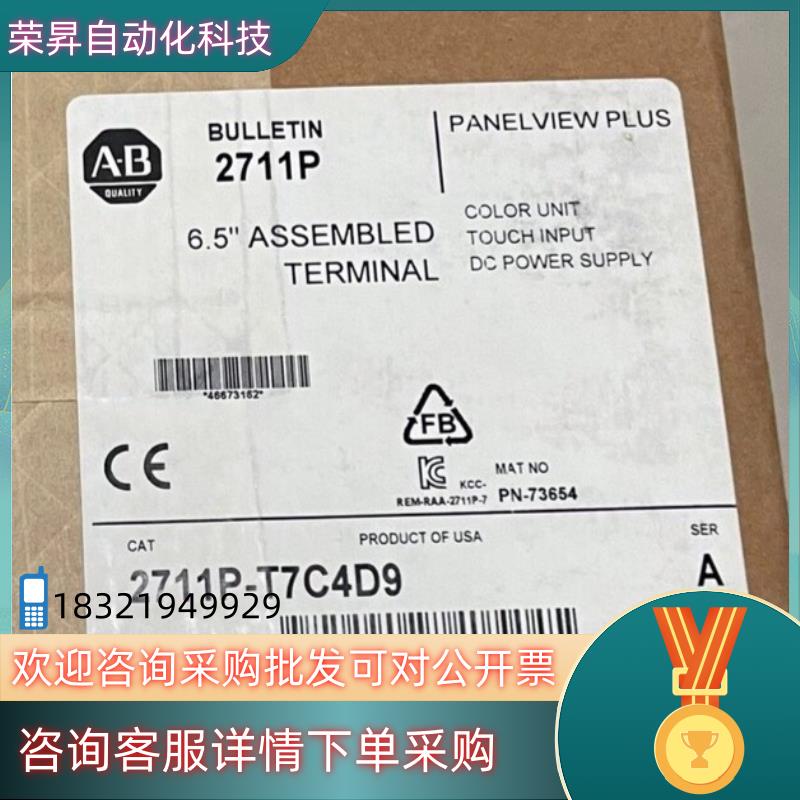 荣昇自动化科技
BULLETIN
2711P
PANELVIEW PLUS
A-B
QUALITY
6.5" ASSEMBLED
TERMINAL
COLOR UNIT
TOUCH INPUT
DC POWER SUPPLY
*46673162*
FB
CE
KCC-
REM-RAA-2711P-7
MAT NO
PN-73654
CAT
PRODUCT OF USA
SER
2711P-T7C4D9
A
18321949929
欢迎咨询采购批发可对公开票
咨询客服详情下单采购